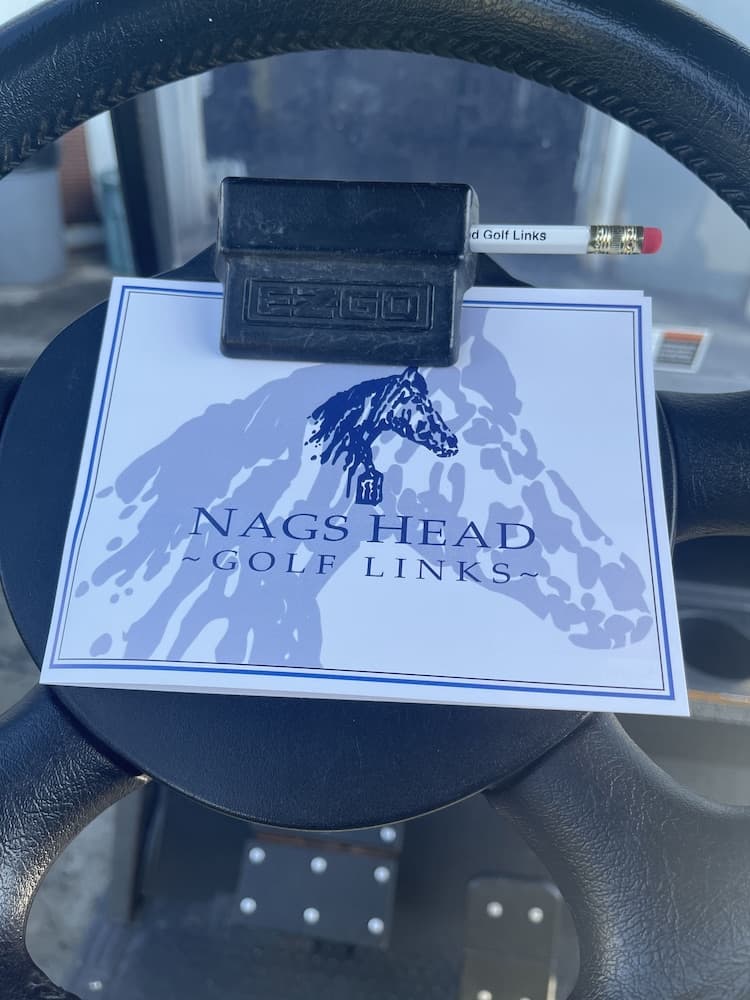 d Golf Links
EZGO
NAGS HEAD
~GOLF LINKS~